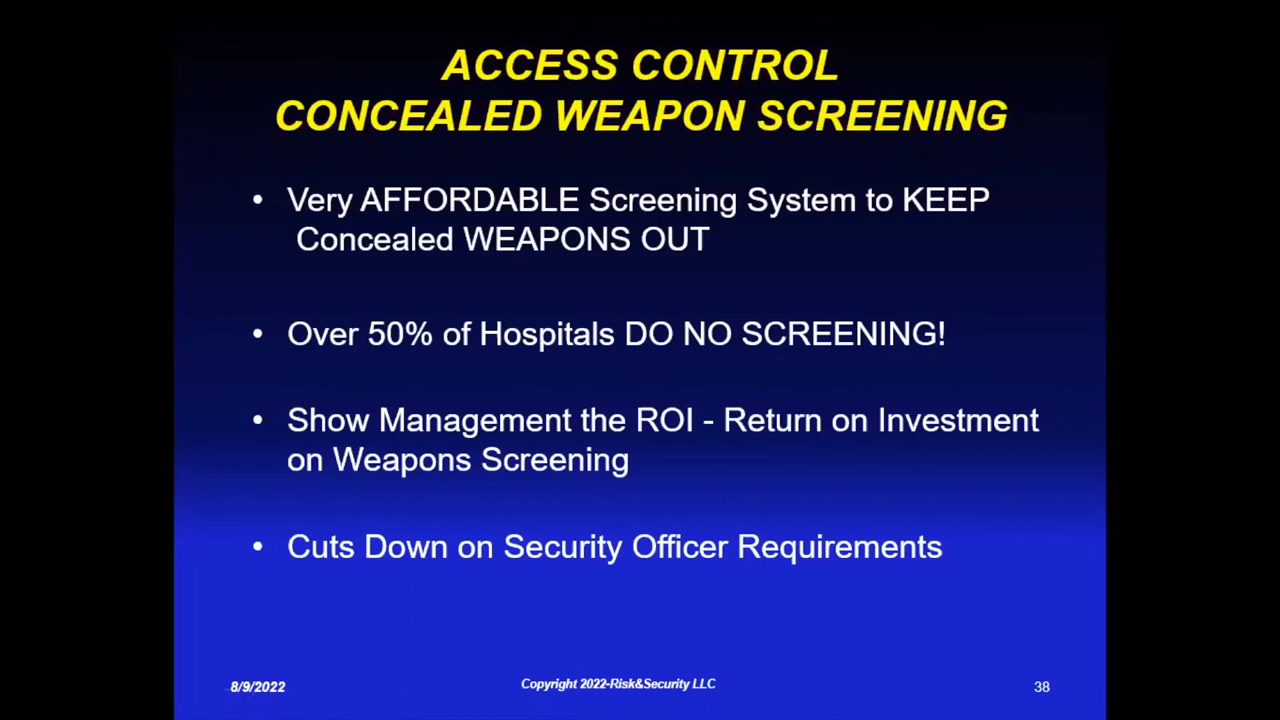 ACCESS CONTROL
CONCEALED WEAPON SCREENING
• Very AFFORDABLE Screening System to KEEP
Concealed WEAPONS OUT
• Over 50% of Hospitals DO NO SCREENING!
• Show Management the ROI - Return on Investment
on Weapons Screening
• Cuts Down on Security Officer Requirements
8/9/2022
Copyright 2022-Risk&Security LLC
38